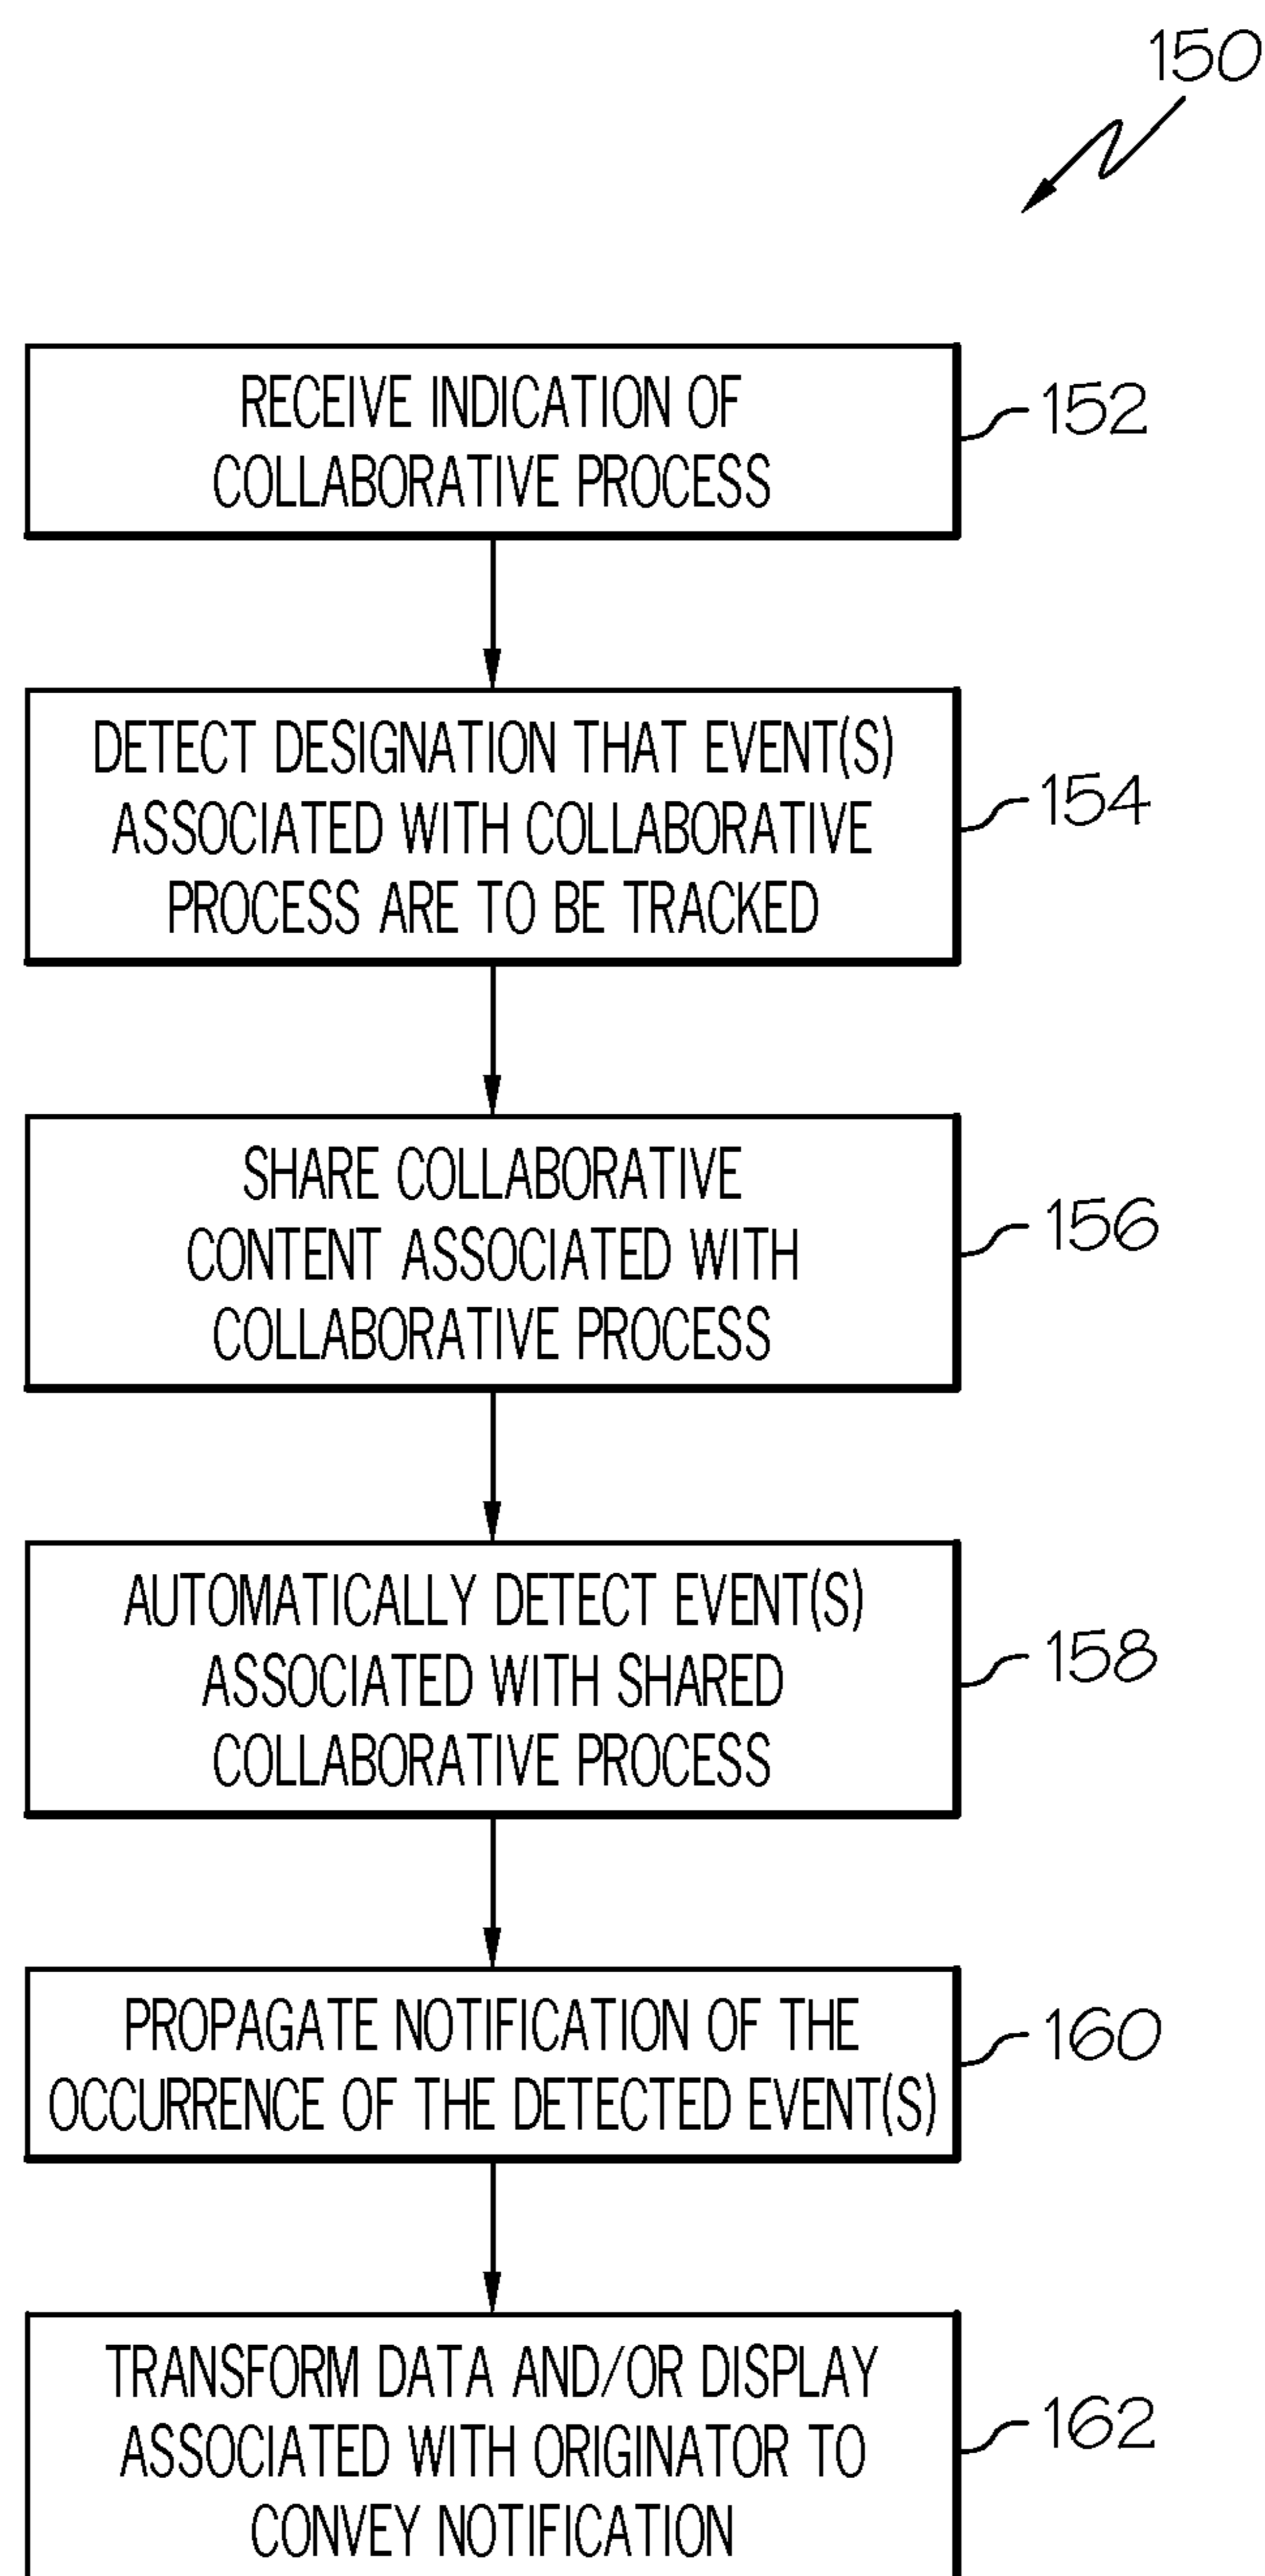 150
RECEIVE INDICATION OF
COLLABORATIVE PROCESS
152
DETECT DESIGNATION THAT EVENT(S)
ASSOCIATED WITH COLLABORATIVE
PROCESS ARE TO BE TRACKED
154
SHARE COLLABORATIVE
CONTENT ASSOCIATED WITH
COLLABORATIVE PROCESS
156
AUTOMATICALLY DETECT EVENT(S)
ASSOCIATED WITH SHARED
COLLABORATIVE PROCESS
158
PROPAGATE NOTIFICATION OF THE
OCCURRENCE OF THE DETECTED EVENT(S)
160
TRANSFORM DATA AND/OR DISPLAY
ASSOCIATED WITH ORIGINATOR TO
CONVEY NOTIFICATION
162